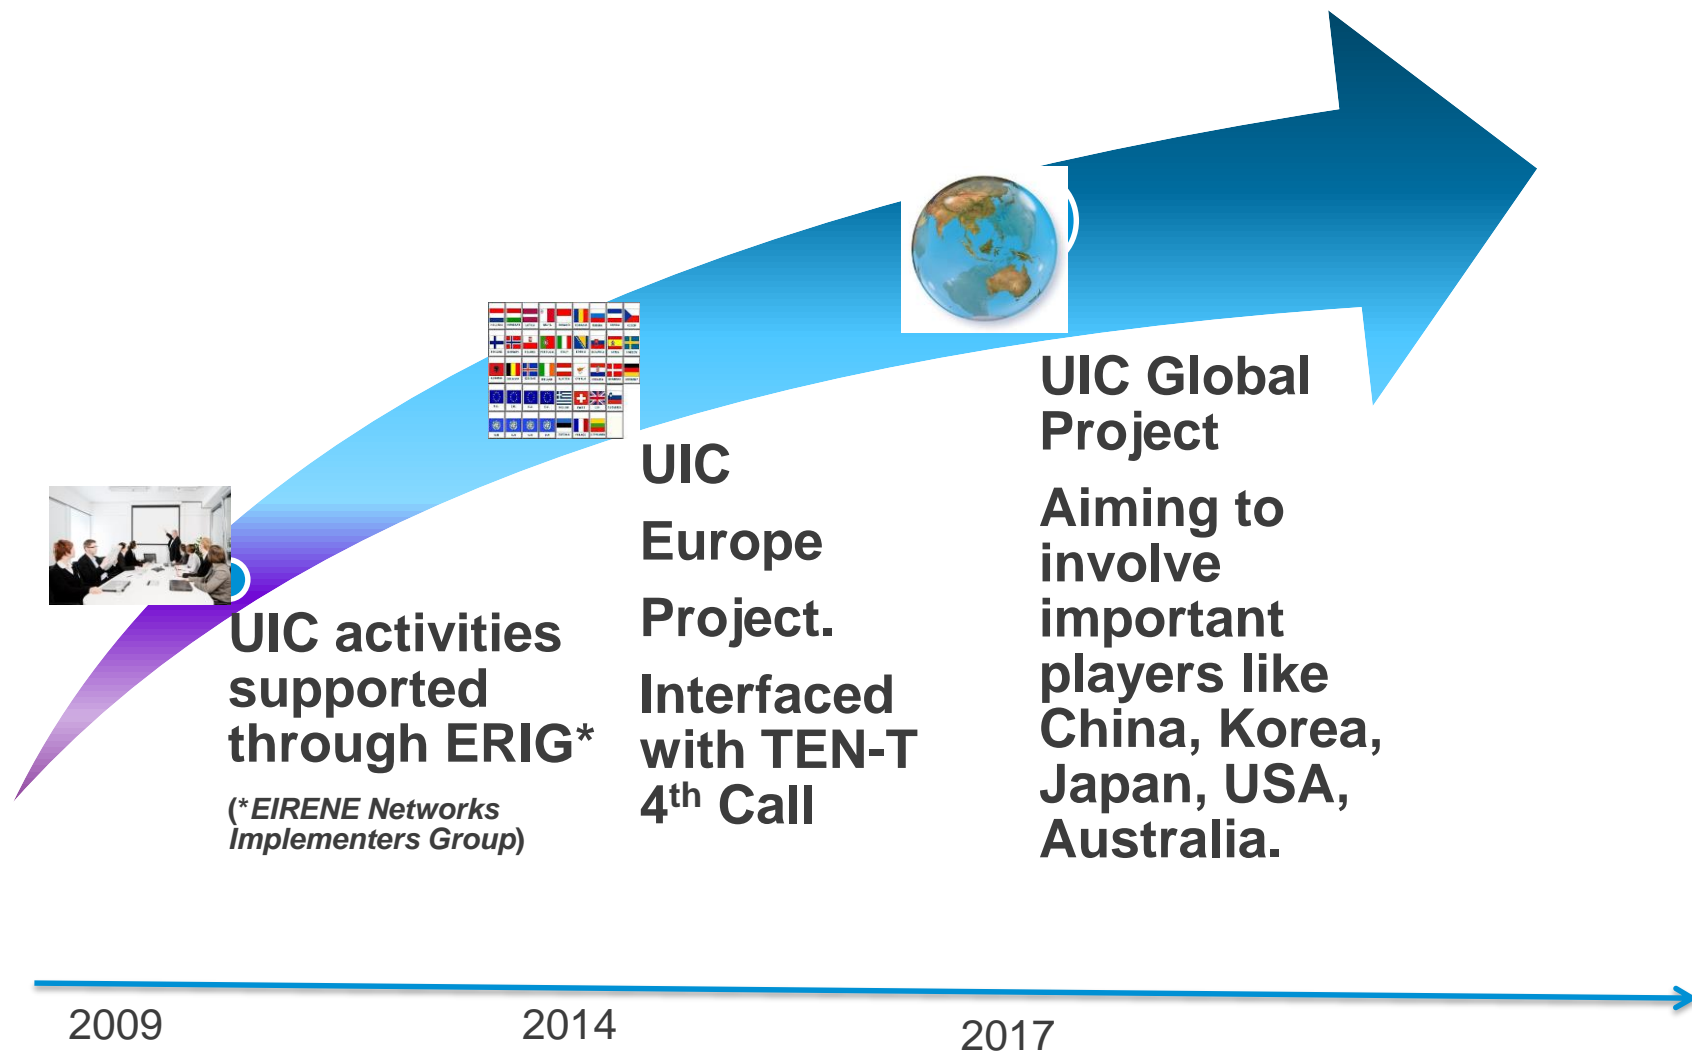 UIC activities
supported
through ERIG*
(*EIRENE Networks
Implementers Group)
UIC
Europe
Project.
Interfaced
with TEN-T
4th Call
UIC Global
Project
Aiming to
involve
important
players like
China, Korea,
Japan, USA,
Australia.
2009
2014
2017